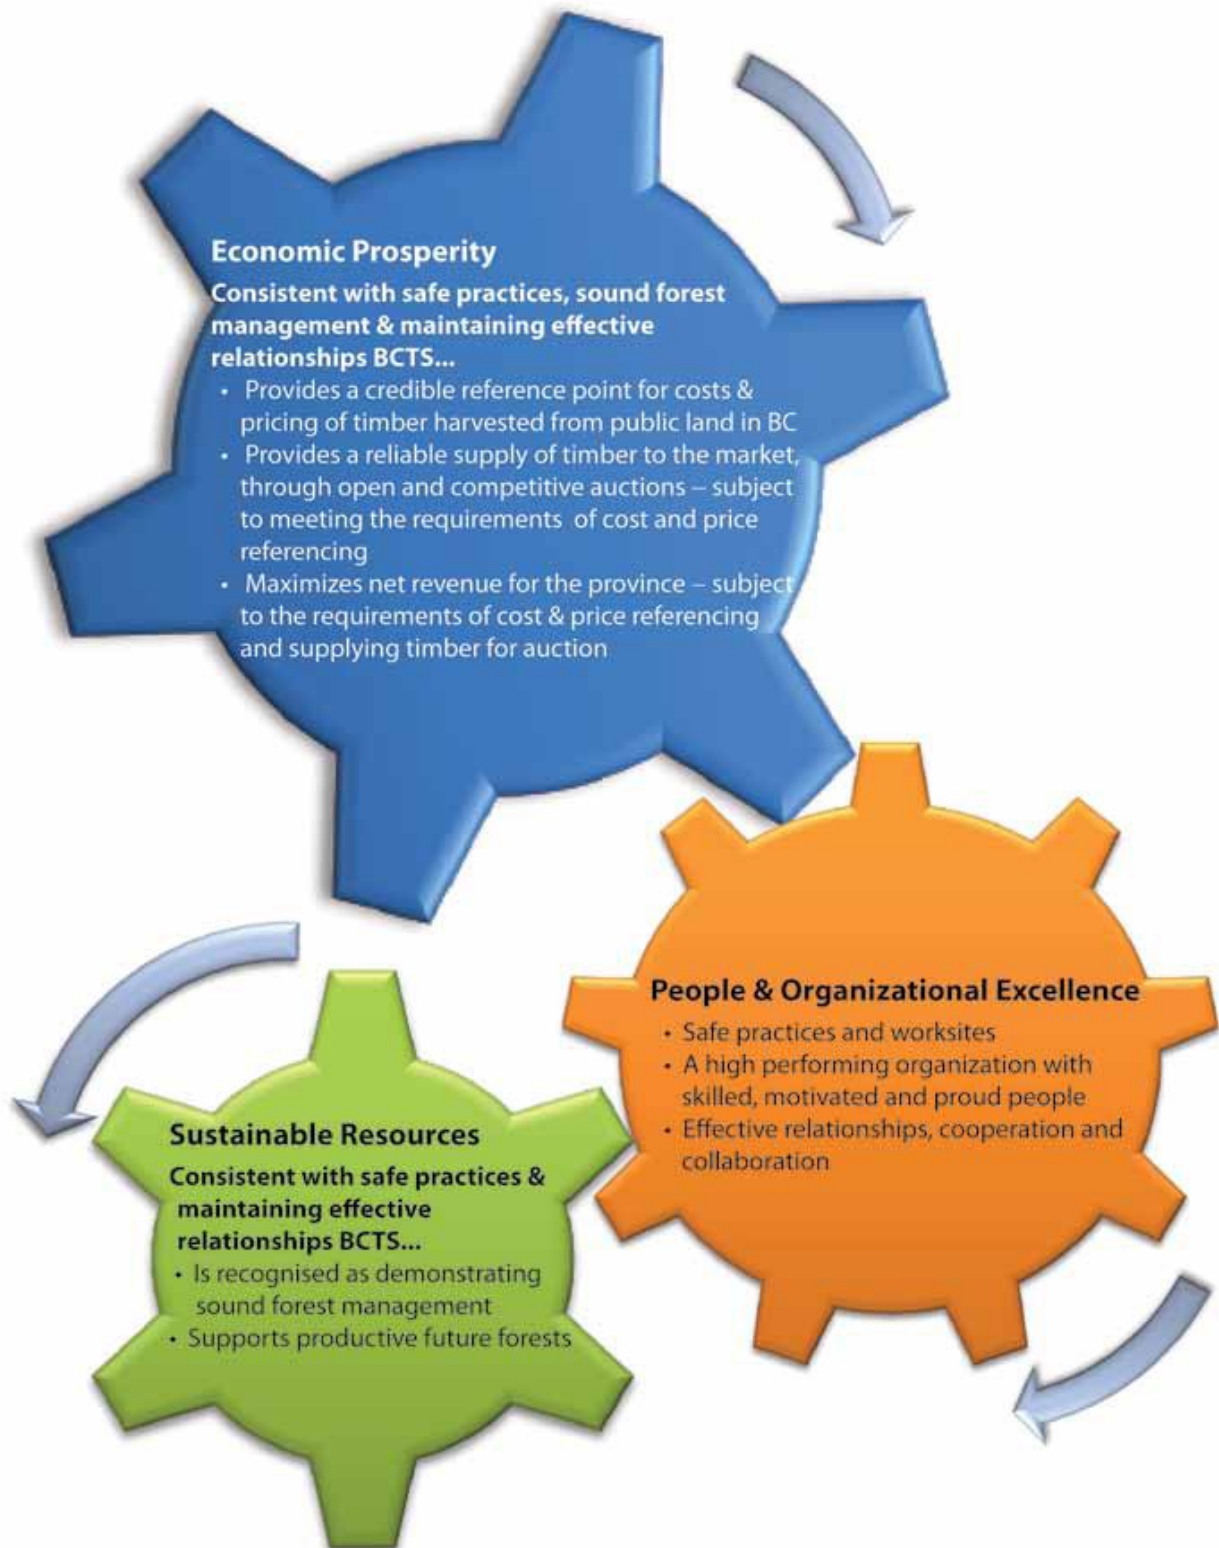 Economic Prosperity
Consistent with safe practices, sound forest
management & maintaining effective
relationships BCTS...
• Provides a credible reference point for costs &
pricing of timber harvested from public land in BC
• Provides a reliable supply of timber to the market,
through open and competitive auctions – subject
to meeting the requirements of cost and price
referencing
• Maximizes net revenue for the province – subject
to the requirements of cost & price referencing
and supplying timber for auction
People & Organizational Excellence
• Safe practices and worksites
• A high performing organization with
skilled, motivated and proud people
• Effective relationships, cooperation and
collaboration
Sustainable Resources
Consistent with safe practices &
maintaining effective
relationships BCTS...
• Is recognised as demonstrating
sound forest management
• Supports productive future forests